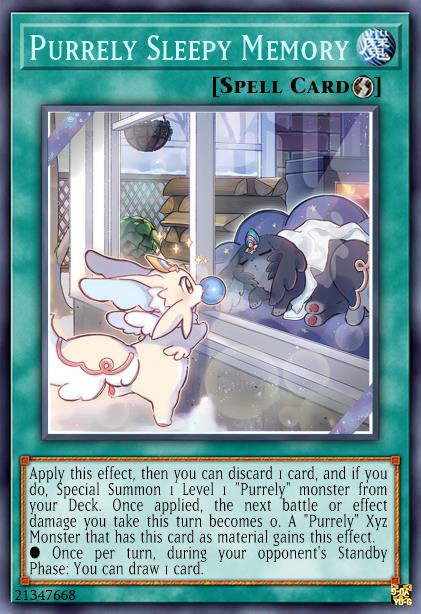 Purrely Sleepy Memory
魔
[Spell Card]
Apply this effect, then you can discard 1 card, and if you
do, Special Summon 1 Level 1 "Purrely" monster from
your Deck. Once applied, the next battle or effect
damage you take this turn becomes 0. A "Purrely" Xyz
Monster that has this card as material gains this effect.
● Once per turn, during your opponent's Standby
Phase: You can draw 1 card.
21347668